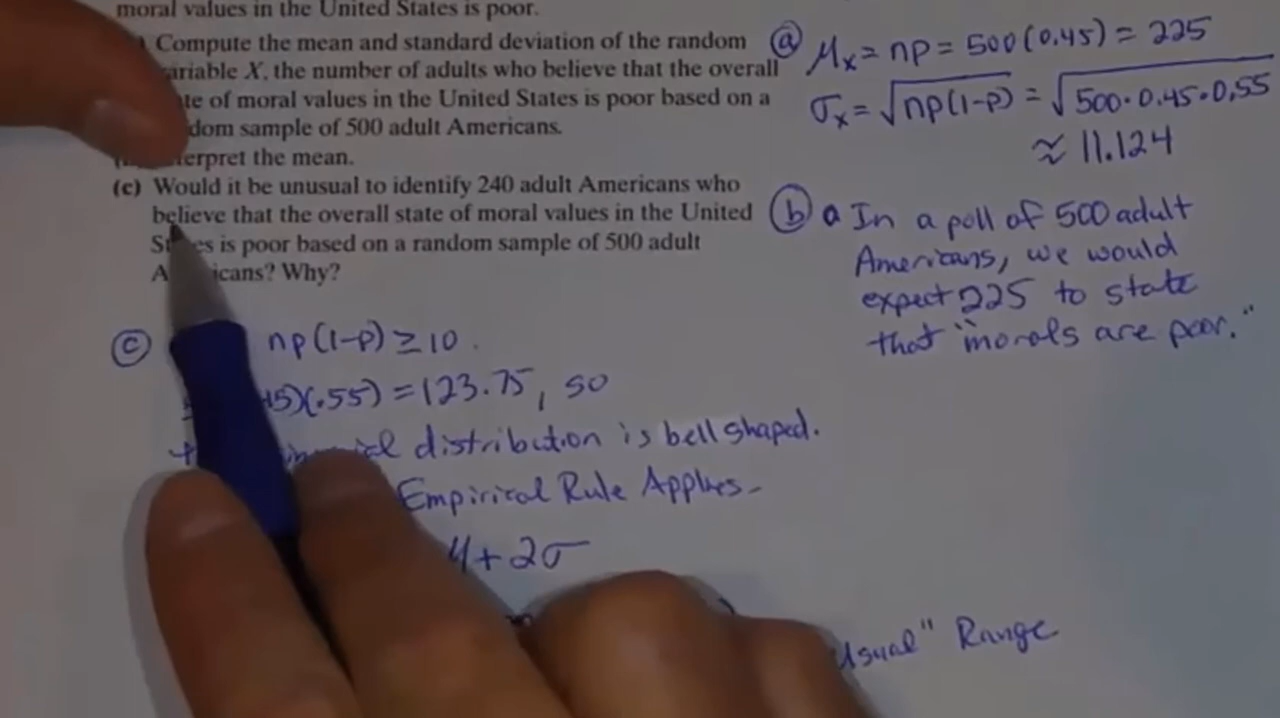 moral values in the United States is poor.
Compute the mean and standard deviation of the random
variable X, the number of adults who believe that the overall
te of moral values in the United States is poor based on a
dom sample of 500 adult Americans.
erpret the mean.
(c) Would it be unusual to identify 240 adult Americans who
believe that the overall state of moral values in the United
St es is poor based on a random sample of 500 adult
A icans? Why?
ⓐ μx = np = 500(0.45) = 225
σx = √np(1-p) = √500·0.45·0.55
≈ 11.124
ⓑ a In a poll of 500 adult
Americans, we would
expect 225 to state
that "morals are poor."
ⓒ np(1-p) ≥ 10.
45)(.55) = 123.75, so
distribution is bell shaped.
Empirical Rule Applies-
μ+2σ
usual" Range